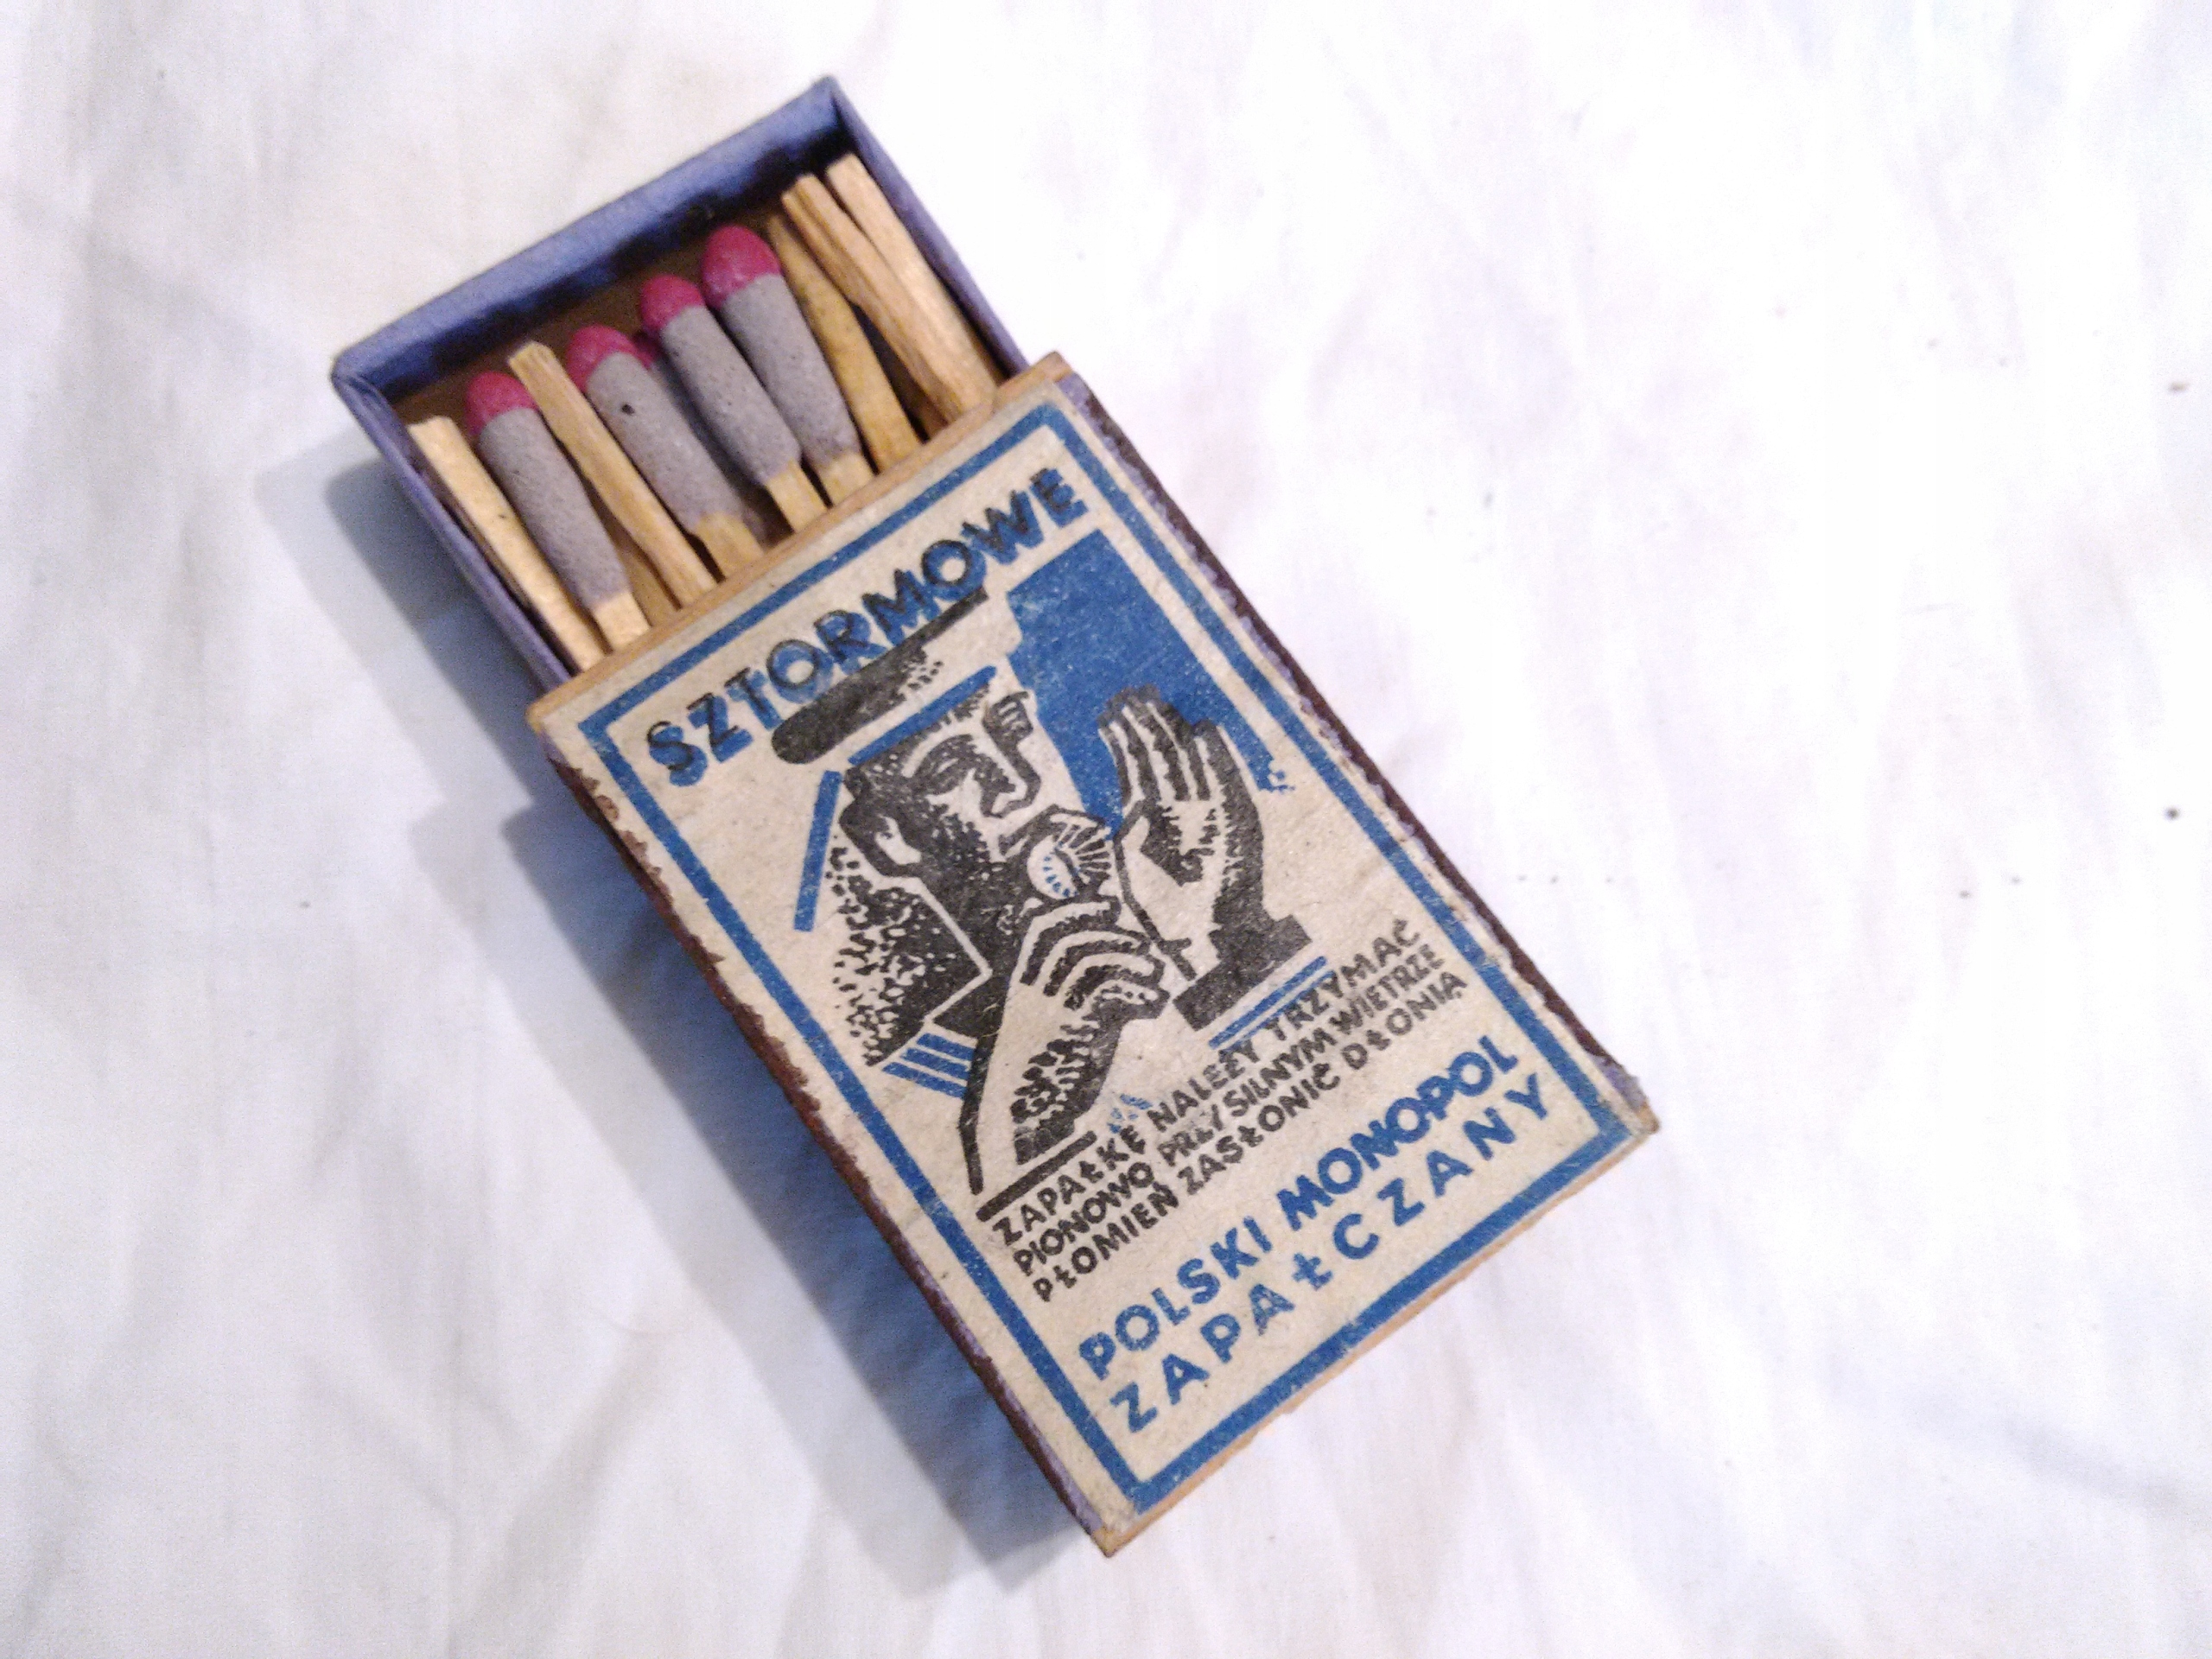 SZTORMOWE
ZAPAŁKĘ NALEŻY TRZYMAĆ
PIONOWO PRZY SILNYM WIETRZE
PŁOMIEŃ ZASŁONIĆ DŁONIĄ
POLSKI MONOPOL
ZAPAŁCZANY